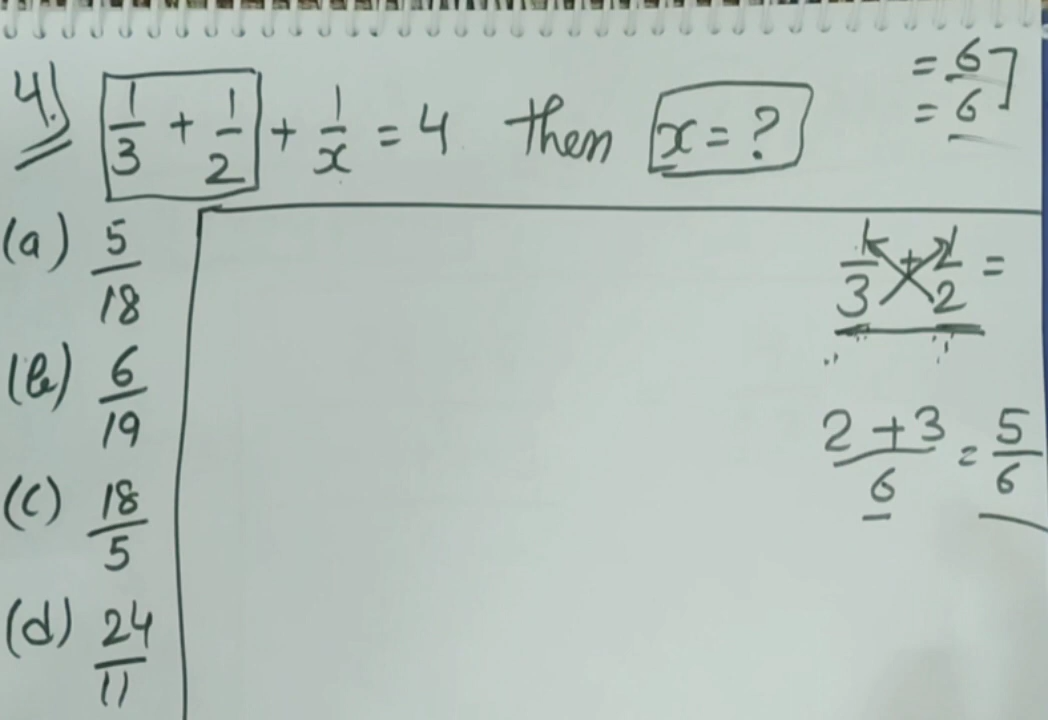 4) 1/3 + 1/2 + 1/x = 4 then x = ?
= 6
= 6
(a) 5/18
(b) 6/19
(c) 18/5
(d) 24/11
1/3 + 1/2 =
2 + 3/6 = 5/6